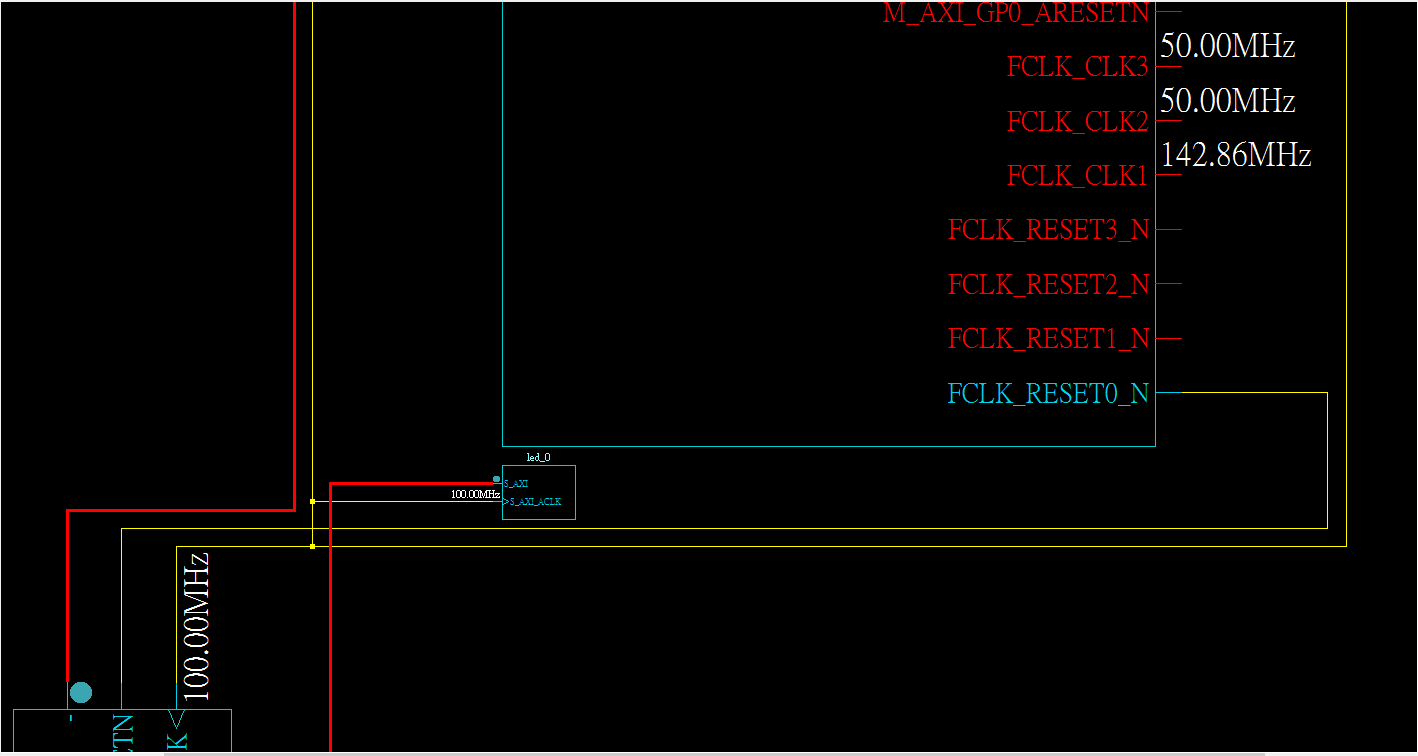 M_AXI_GP0_ARESETN
50.00MHz
FCLK_CLK3
50.00MHz
FCLK_CLK2
142.86MHz
FCLK_CLK1
FCLK_RESET3_N
FCLK_RESET2_N
FCLK_RESET1_N
FCLK_RESET0_N
led_0
S_AXI
100.00MHz
S_AXI_ACLK
100.00MHz